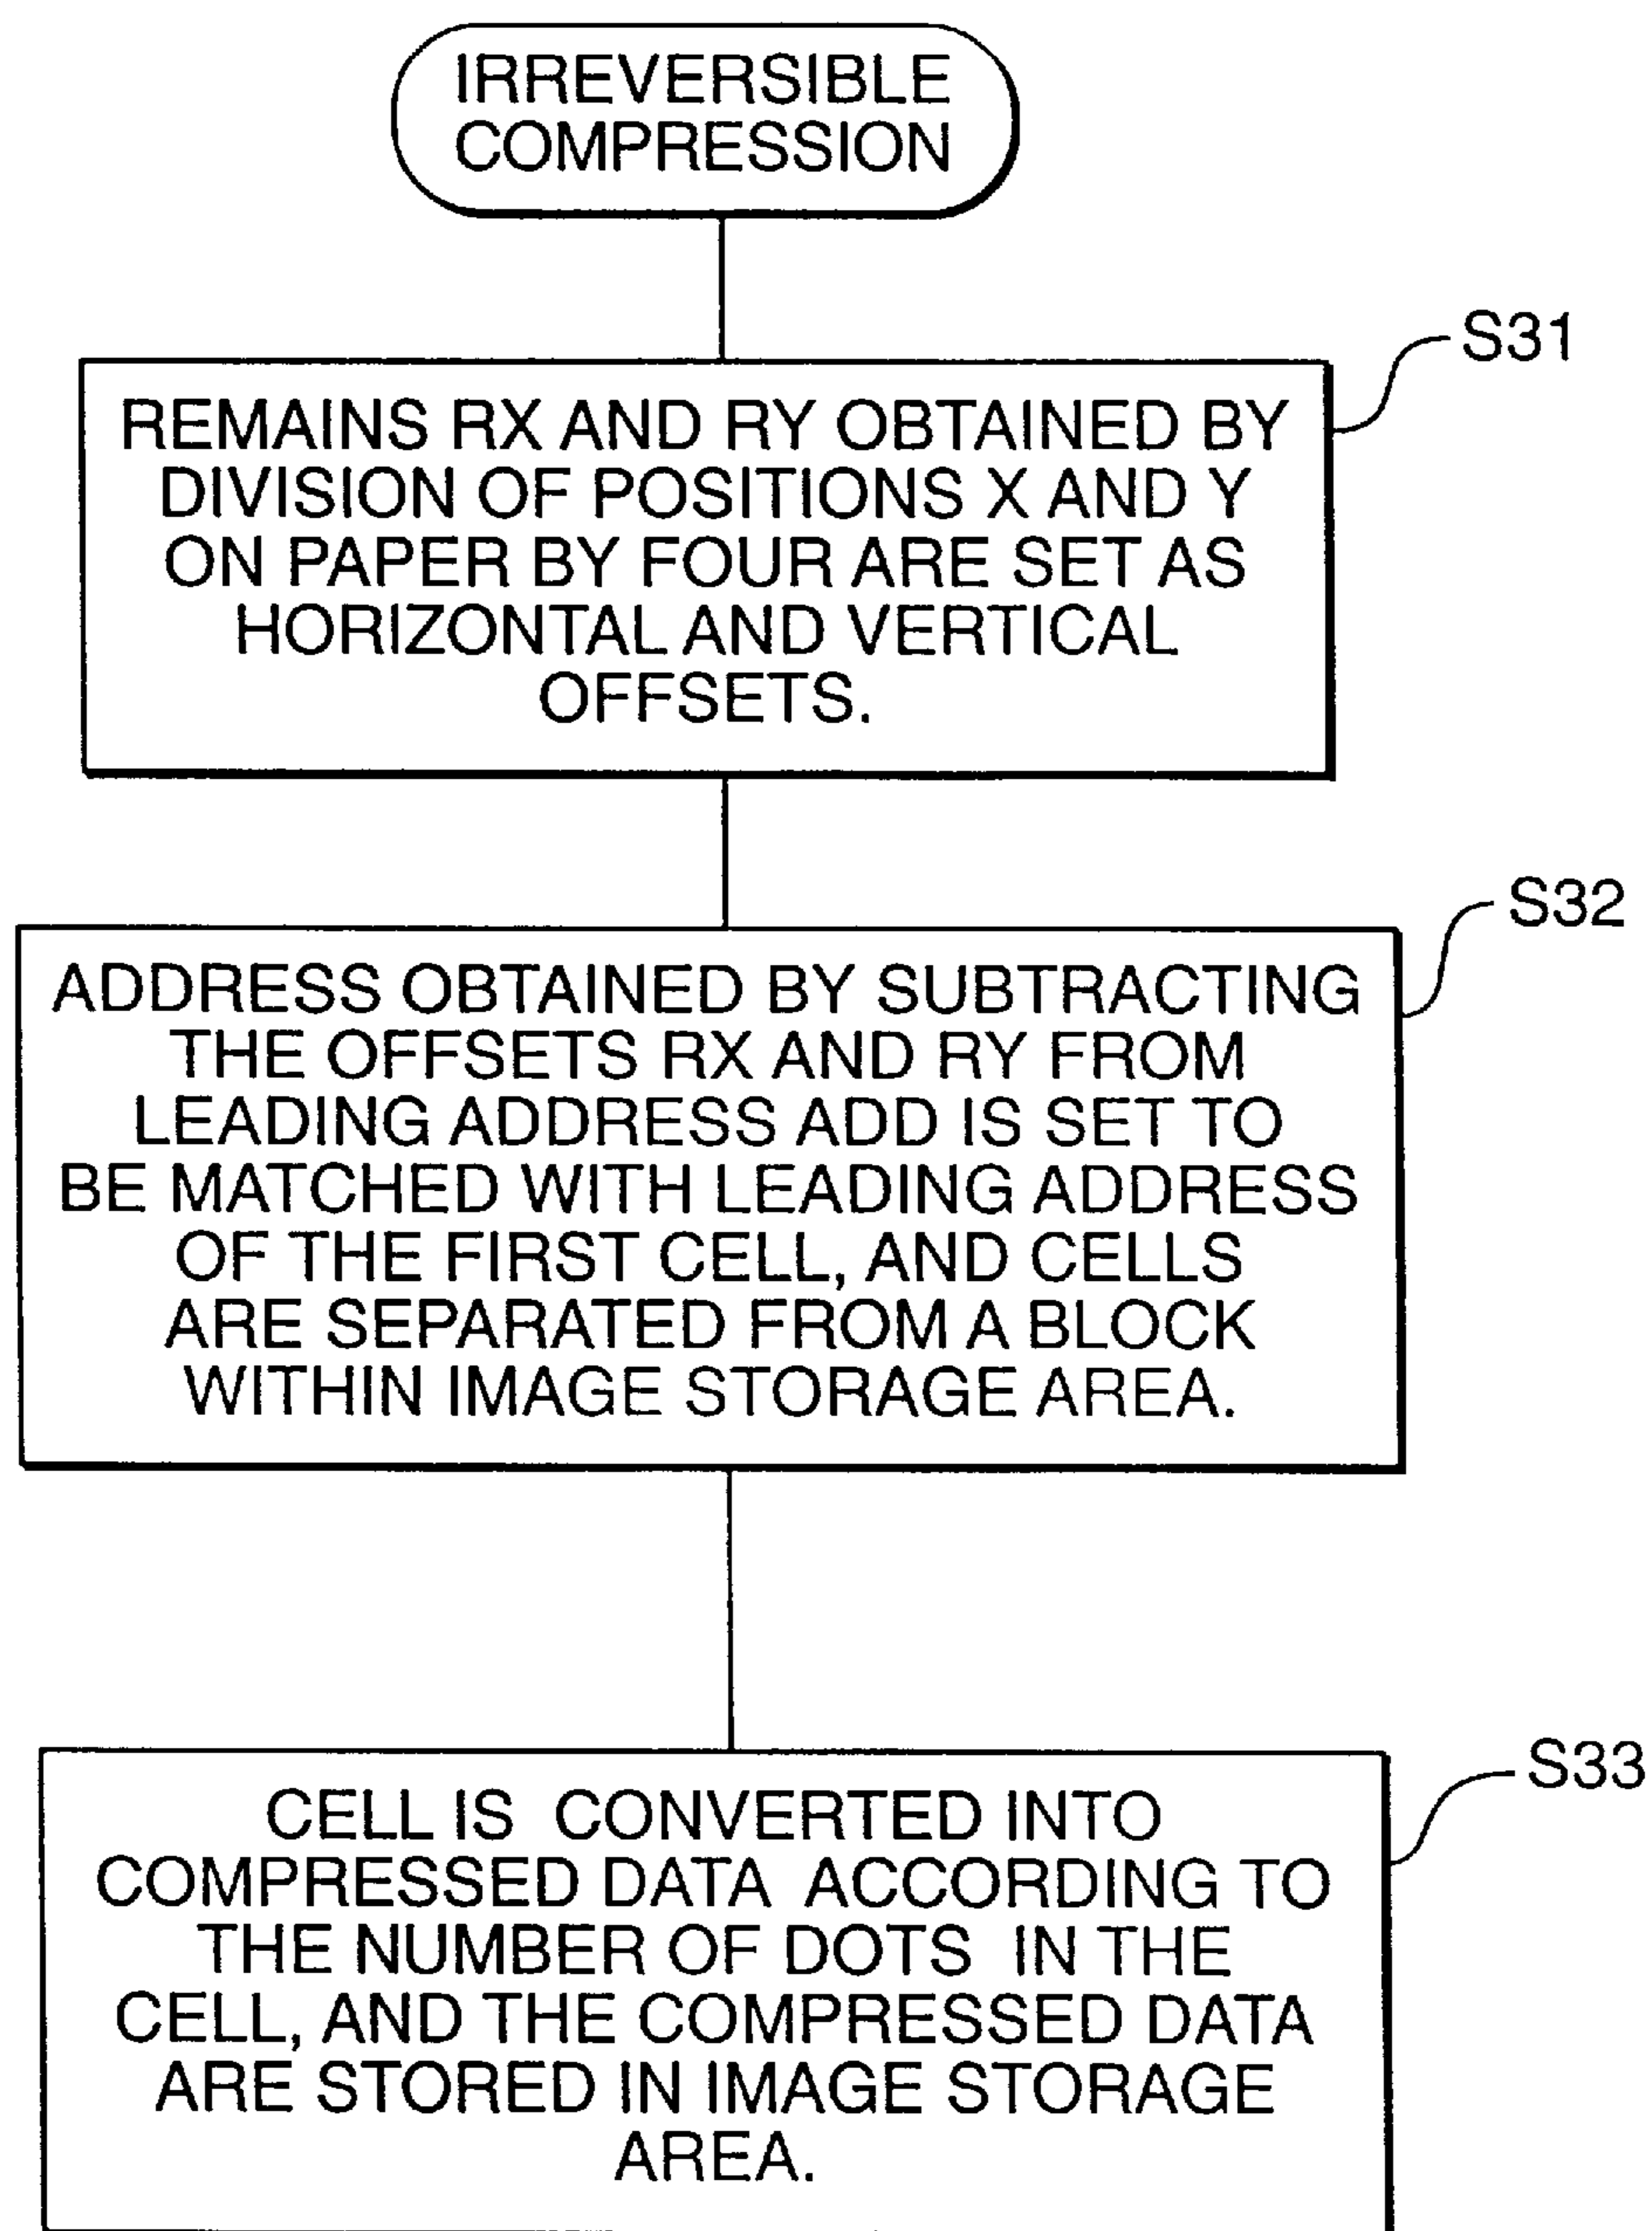 IRREVERSIBLE
COMPRESSION
S31
REMAINS RX AND RY OBTAINED BY
DIVISION OF POSITIONS X AND Y
ON PAPER BY FOUR ARE SET AS
HORIZONTAL AND VERTICAL
OFFSETS.
S32
ADDRESS OBTAINED BY SUBTRACTING
THE OFFSETS RX AND RY FROM
LEADING ADDRESS ADD IS SET TO
BE MATCHED WITH LEADING ADDRESS
OF THE FIRST CELL, AND CELLS
ARE SEPARATED FROM A BLOCK
WITHIN IMAGE STORAGE AREA.
S33
CELL IS CONVERTED INTO
COMPRESSED DATA ACCORDING TO
THE NUMBER OF DOTS IN THE
CELL, AND THE COMPRESSED DATA
ARE STORED IN IMAGE STORAGE
AREA.